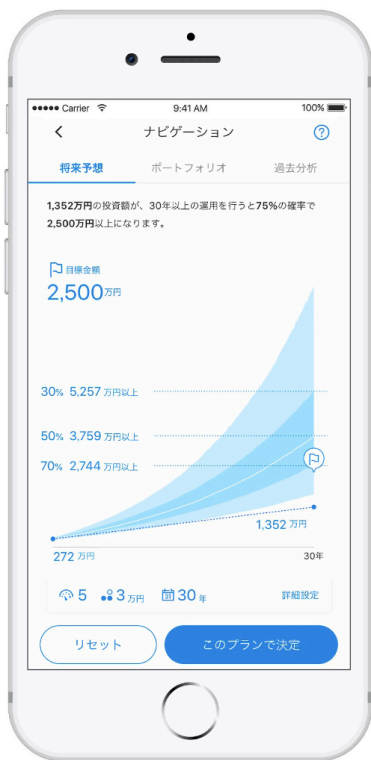 Carrier 9:41 AM 100%
ナビゲーション ?
将来予想 ポートフォリオ 過去分析
1,352万円の投資額が、30年以上の運用を行うと75%の確率で
2,500万円以上になります。
目標金額
2,500万円
30% 5,257 万円以上
50% 3,759 万円以上
70% 2,744 万円以上
1,352 万円
272 万円 30年
5 3万円 31 30年 詳細設定
リセット このプランで決定